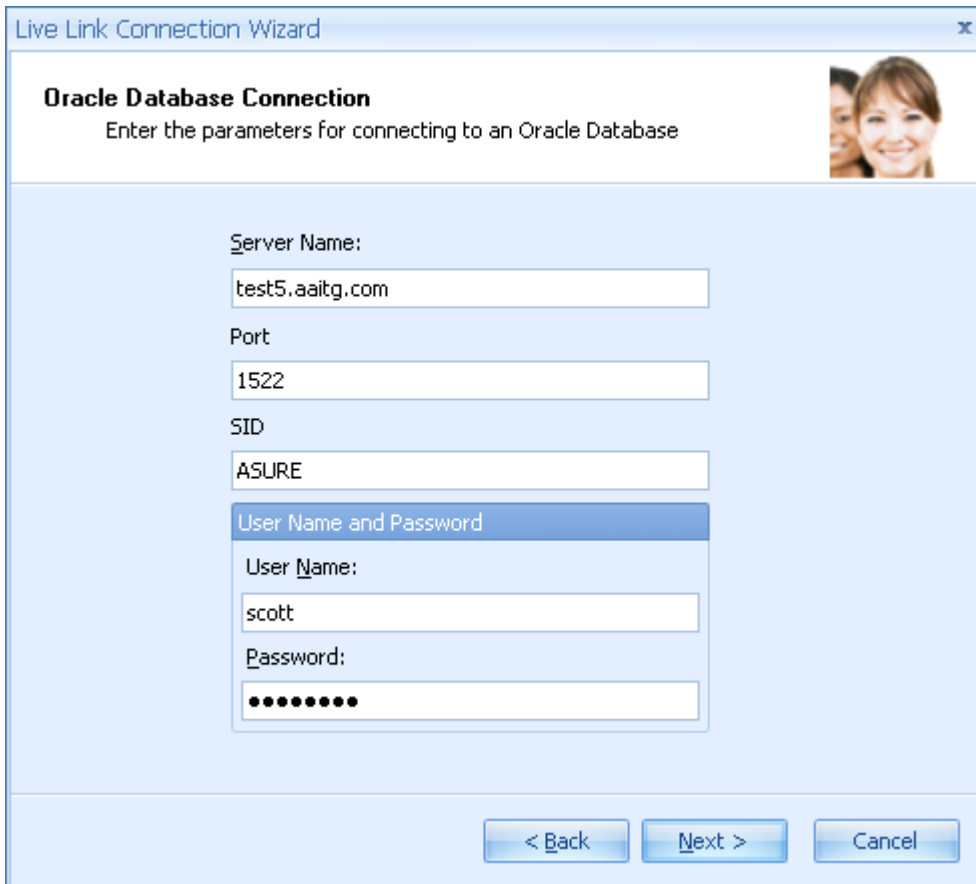 Live Link Connection Wizard
x
Oracle Database Connection
Enter the parameters for connecting to an Oracle Database
Server Name:
test5.aaitg.com
Port
1522
SID
ASURE
User Name and Password
User Name:
scott
Password:
••••••••
< Back Next > Cancel